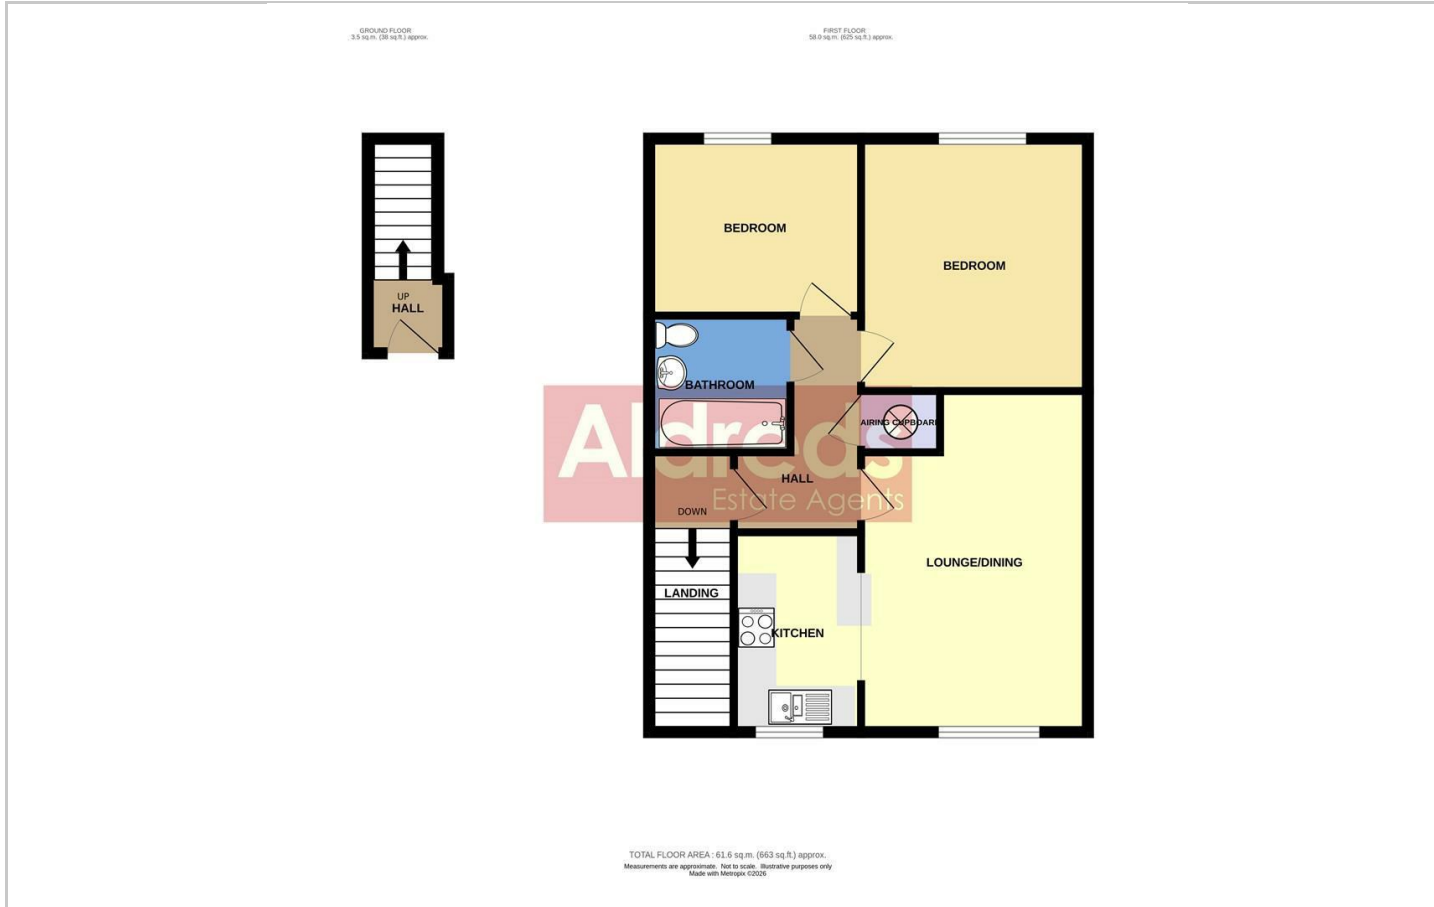 GROUND FLOOR
3.5 sq.m. (38 sq.ft.) approx.
FIRST FLOOR
58.0 sq.m. (625 sq.ft.) approx.
BEDROOM
BEDROOM
UP
HALL
BATHROOM
AIRING CUPBOARD
Aldreds
Estate Agents
HALL
DOWN
LOUNGE/DINING
LANDING
KITCHEN
TOTAL FLOOR AREA : 61.6 sq.m. (663 sq.ft.) approx.
Measurements are approximate. Not to scale. Illustrative purposes only
Made with Metropix ©2026